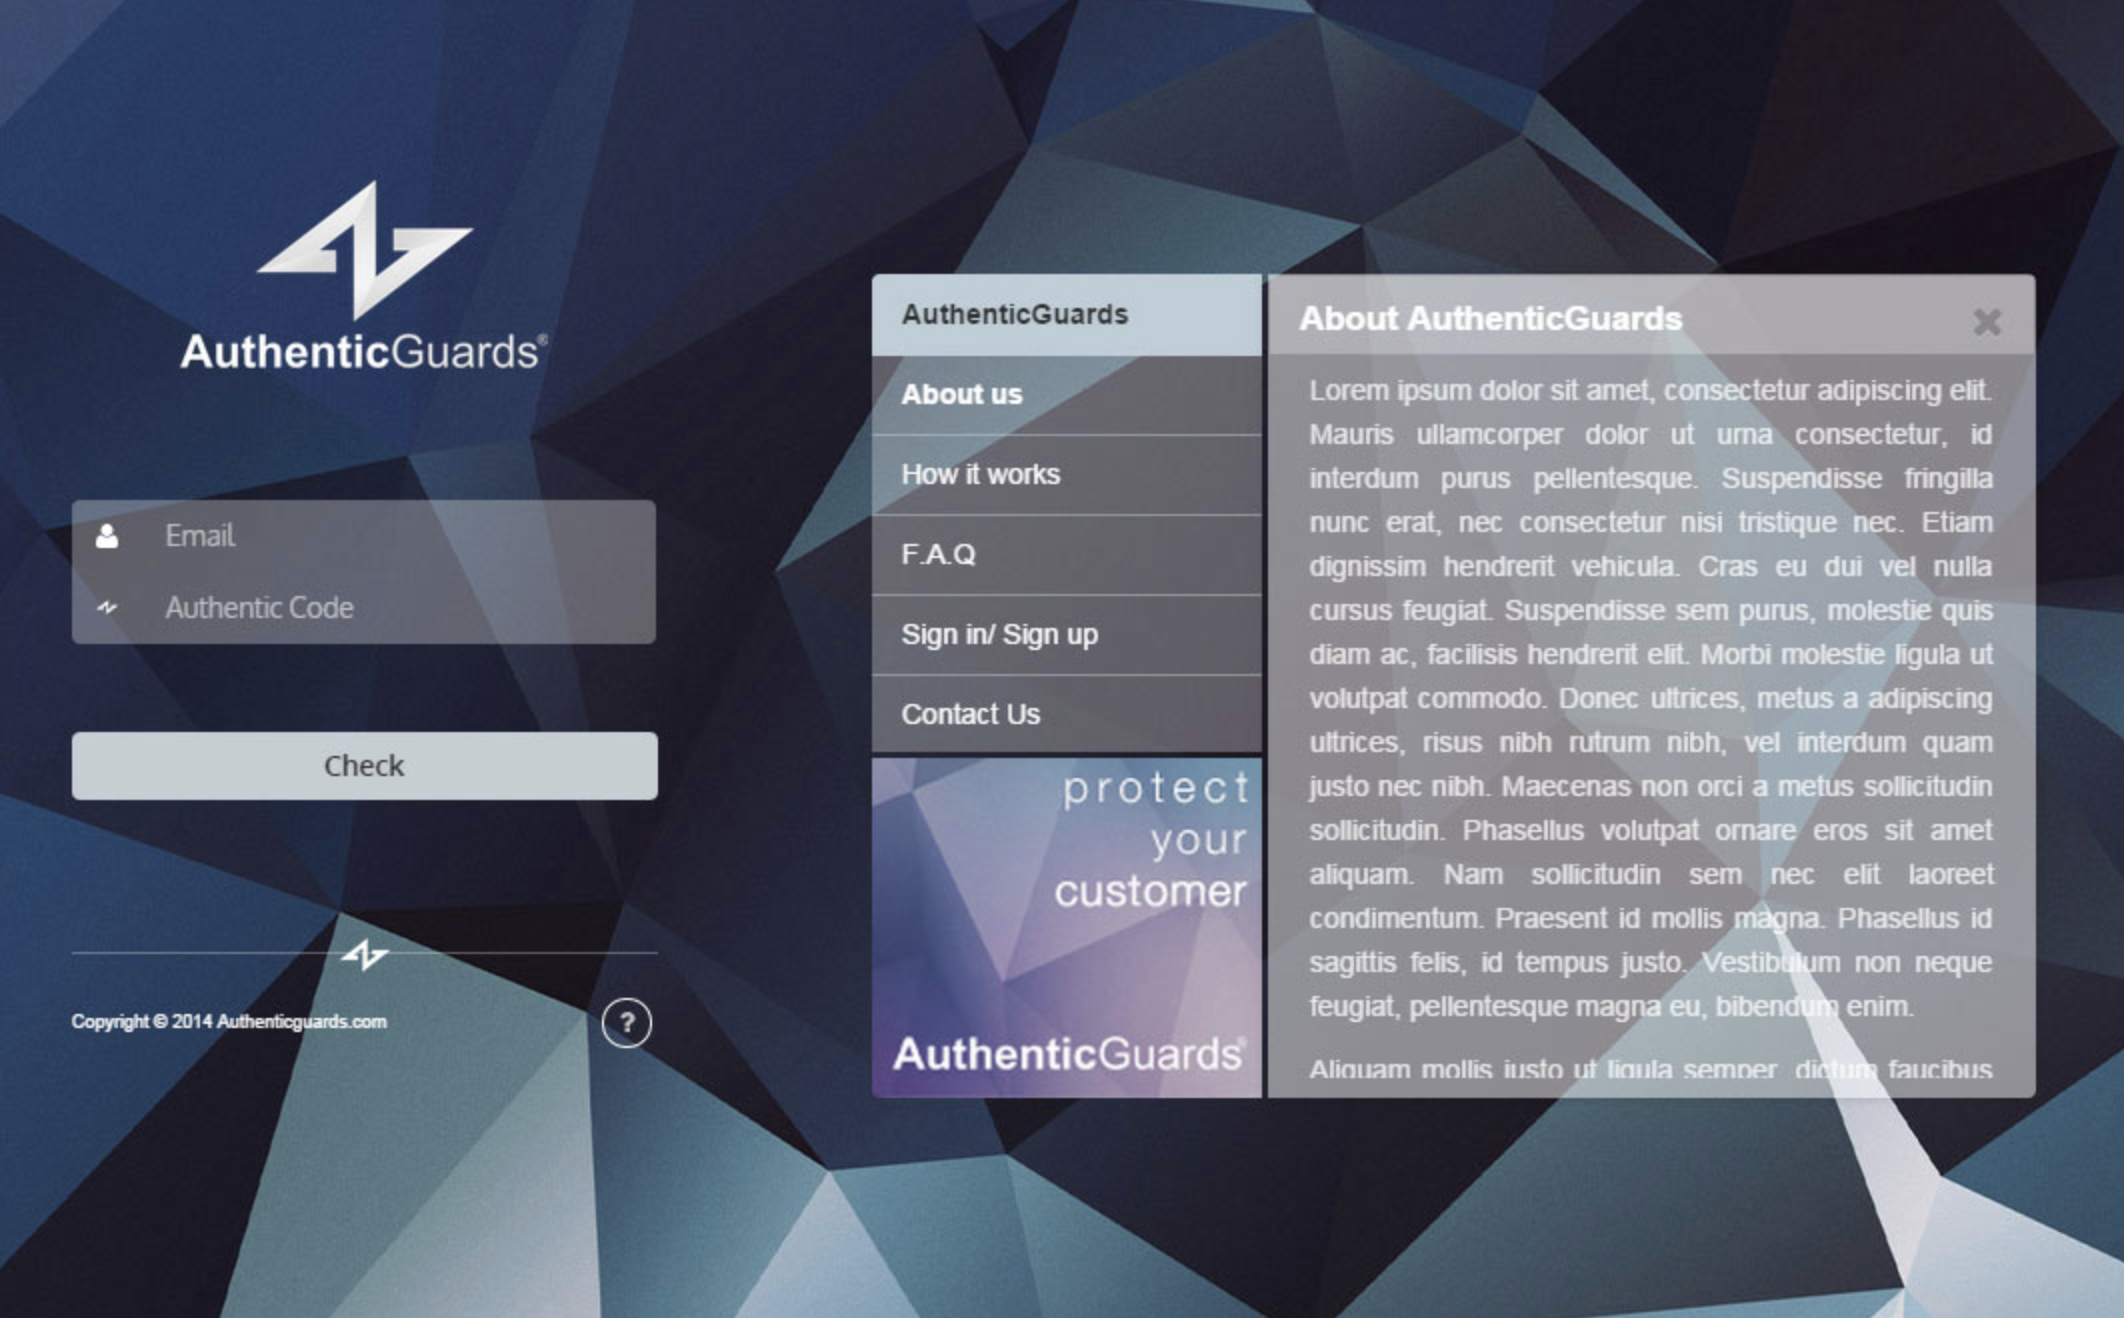 AuthenticGuards®
Email
Authentic Code
Check
Copyright © 2014 Authenticguards.com
?
AuthenticGuards
About us
How it works
F.A.Q
Sign in/ Sign up
Contact Us
protect
your
customer
AuthenticGuards®
About AuthenticGuards
Lorem ipsum dolor sit amet, consectetur adipiscing elit.
Mauris ullamcorper dolor ut urna consectetur, id
interdum purus pellentesque. Suspendisse fringilla
nunc erat, nec consectetur nisi tristique nec. Etiam
dignissim hendrerit vehicula. Cras eu dui vel nulla
cursus feugiat. Suspendisse sem purus, molestie quis
diam ac, facilisis hendrerit elit. Morbi molestie ligula ut
volutpat commodo. Donec ultrices, metus a adipiscing
ultrices, risus nibh rutrum nibh, vel interdum quam
justo nec nibh. Maecenas non orci a metus sollicitudin
sollicitudin. Phasellus volutpat ornare eros sit amet
aliquam. Nam sollicitudin sem nec elit laoreet
condimentum. Praesent id mollis magna. Phasellus id
sagittis felis, id tempus justo. Vestibulum non neque
feugiat, pellentesque magna eu, bibendum enim.
Aliquam mollis justo ut ligula semper dictum faucibus